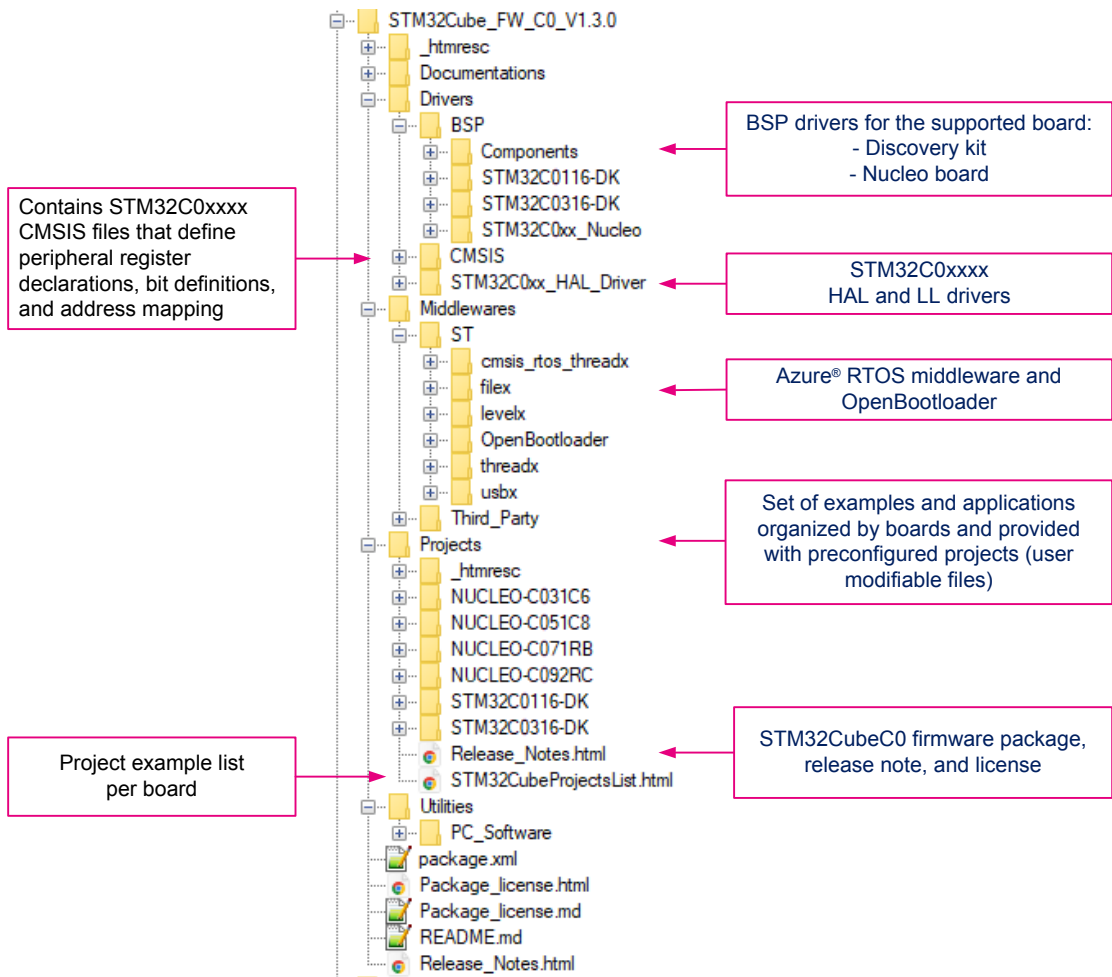 STM32Cube_FW_C0_V1.3.0
_htmresc
Documentations
Drivers
BSP
Components
STM32C0116-DK
STM32C0316-DK
STM32C0xx_Nucleo
CMSIS
STM32C0xx_HAL_Driver
Middlewares
ST
cmsis_rtos_threadx
filex
levelx
OpenBootloader
threadx
usbx
Third_Party
Projects
_htmresc
NUCLEO-C031C6
NUCLEO-C051C8
NUCLEO-C071RB
NUCLEO-C092RC
STM32C0116-DK
STM32C0316-DK
Release_Notes.html
STM32CubeProjectsList.html
Utilities
PC_Software
package.xml
Package_license.html
Package_license.md
README.md
Release_Notes.html
Contains STM32C0xxxx
CMSIS files that define
peripheral register
declarations, bit definitions,
and address mapping
Project example list
per board
BSP drivers for the supported board:
- Discovery kit
- Nucleo board
STM32C0xxxx
HAL and LL drivers
Azure® RTOS middleware and
OpenBootloader
Set of examples and applications
organized by boards and provided
with preconfigured projects (user
modifiable files)
STM32CubeC0 firmware package,
release note, and license